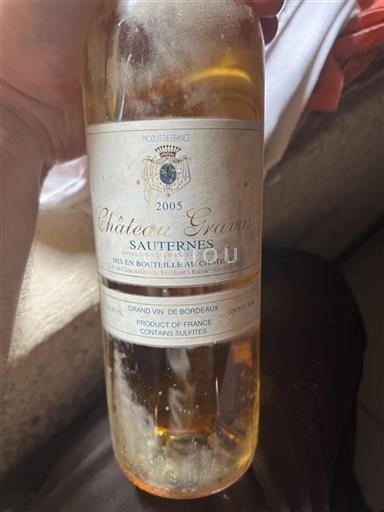 PRODUIT DE FRANCE
2005
Château Gravas
SAUTERNES
MIS EN BOUTEILLE AU
GRAND VIN DE BORDEAUX
PRODUCT OF FRANCE
CONTAINS SULFITES